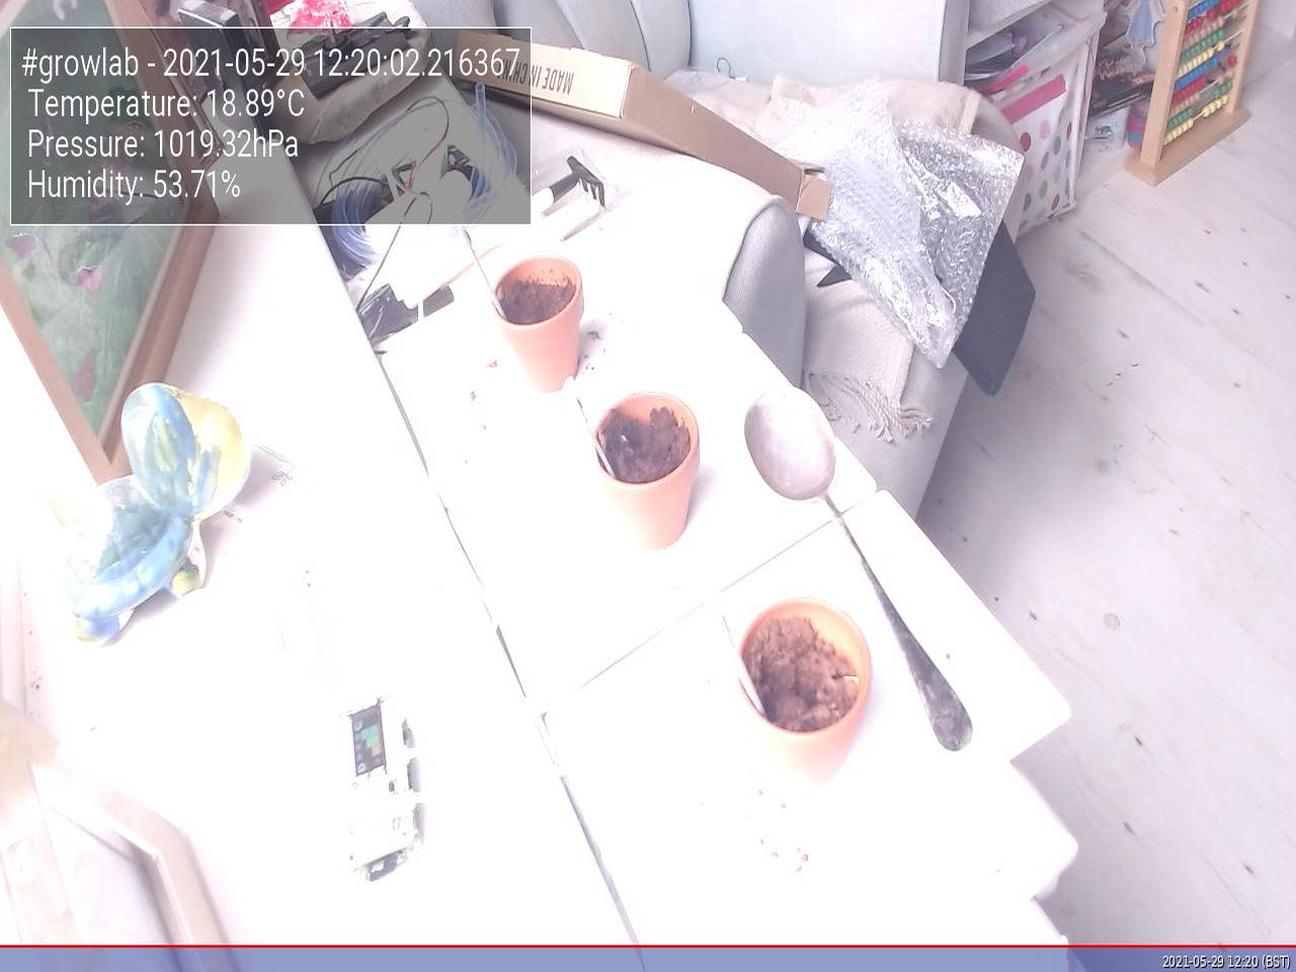 #growlab - 2021-05-29 12:20:02.216367
Temperature: 18.89°C
Pressure: 1019.32hPa
Humidity: 53.71%
MADE IN CHINA
2021-05-29 12:20 (BST)